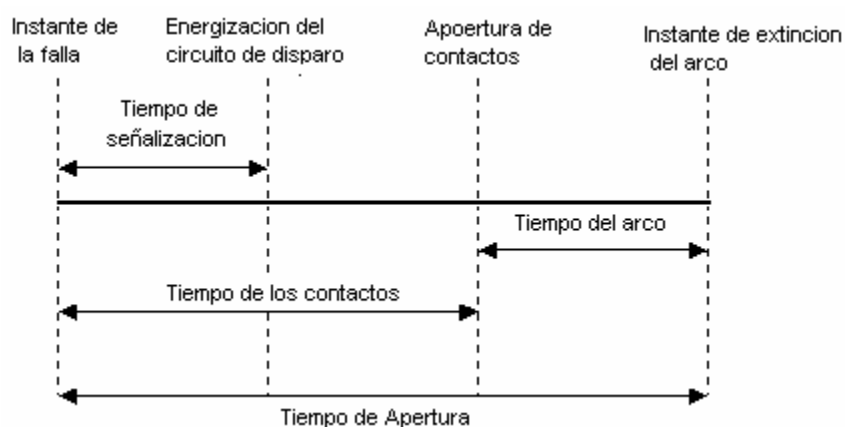 Instante de
la falla
Energizacion del
circuito de disparo
Apoertura de
contactos
Instante de extincion
del arco
Tiempo de
señalizacion
Tiempo del arco
Tiempo de los contactos
Tiempo de Apertura